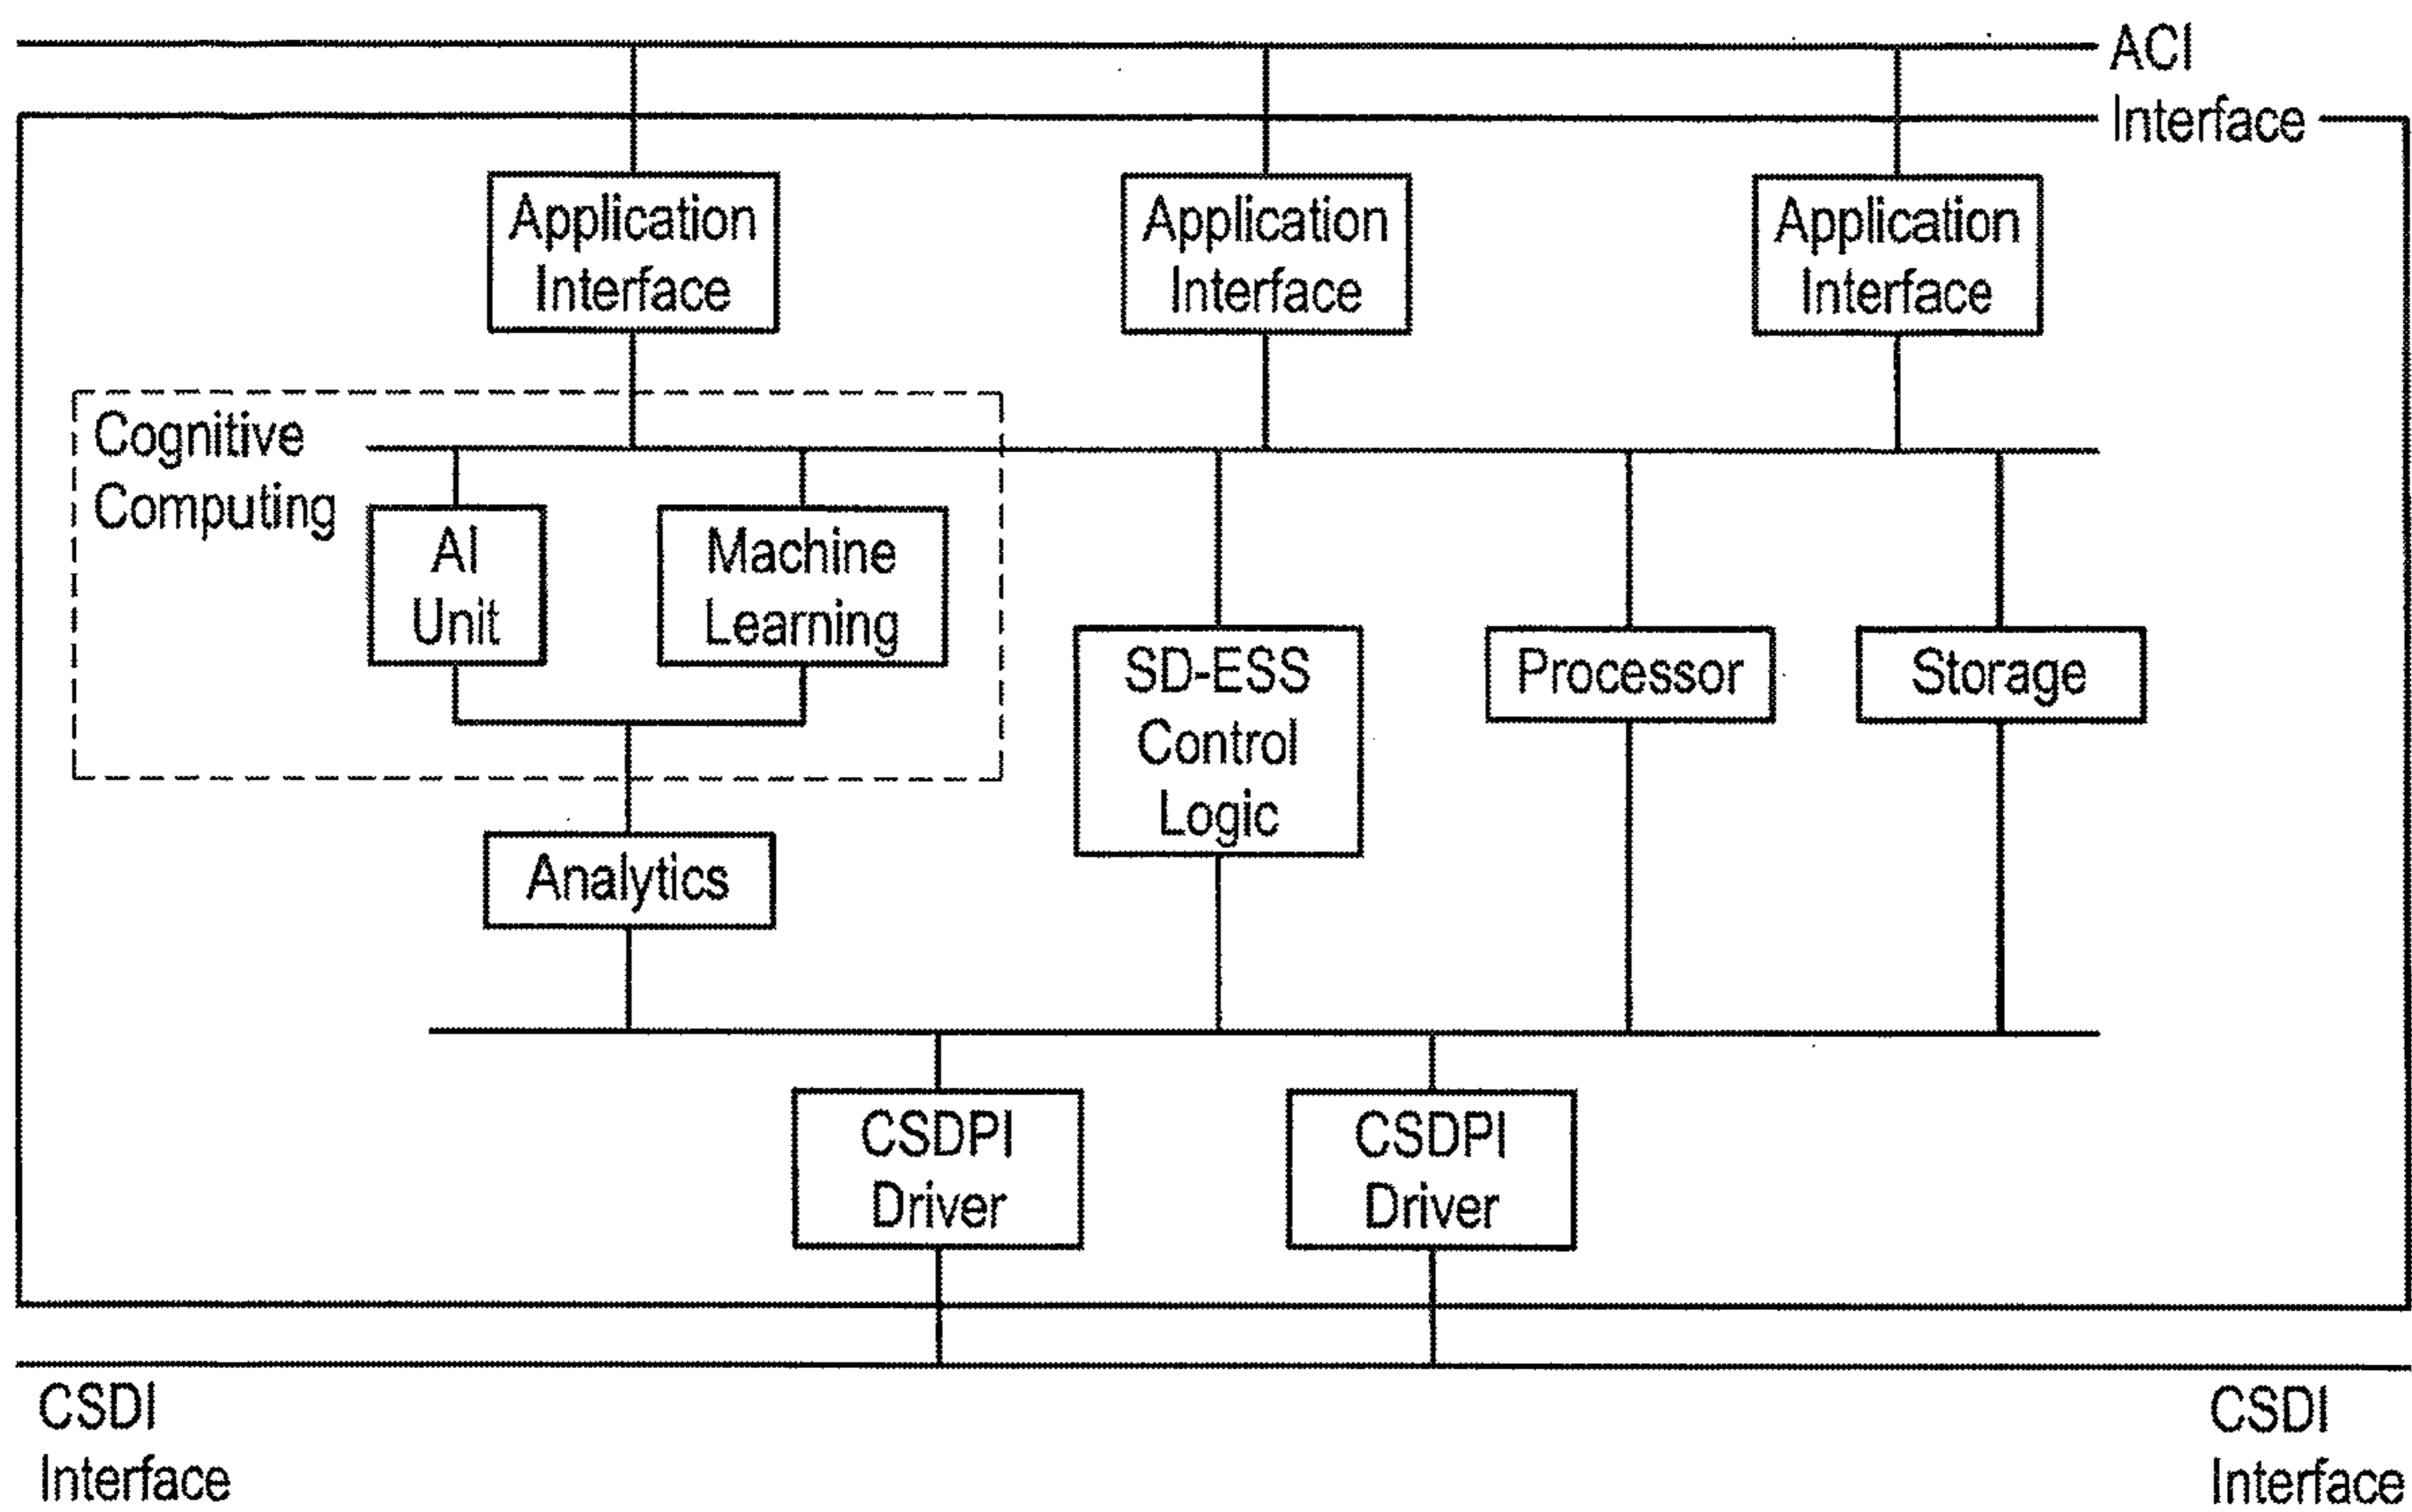 ACI
Interface
Application
Interface
Application
Interface
Application
Interface
Cognitive
Computing
AI
Unit
Machine
Learning
SD-ESS
Control
Logic
Processor
Storage
Analytics
CSDPI
Driver
CSDPI
Driver
CSDI
Interface
CSDI
Interface